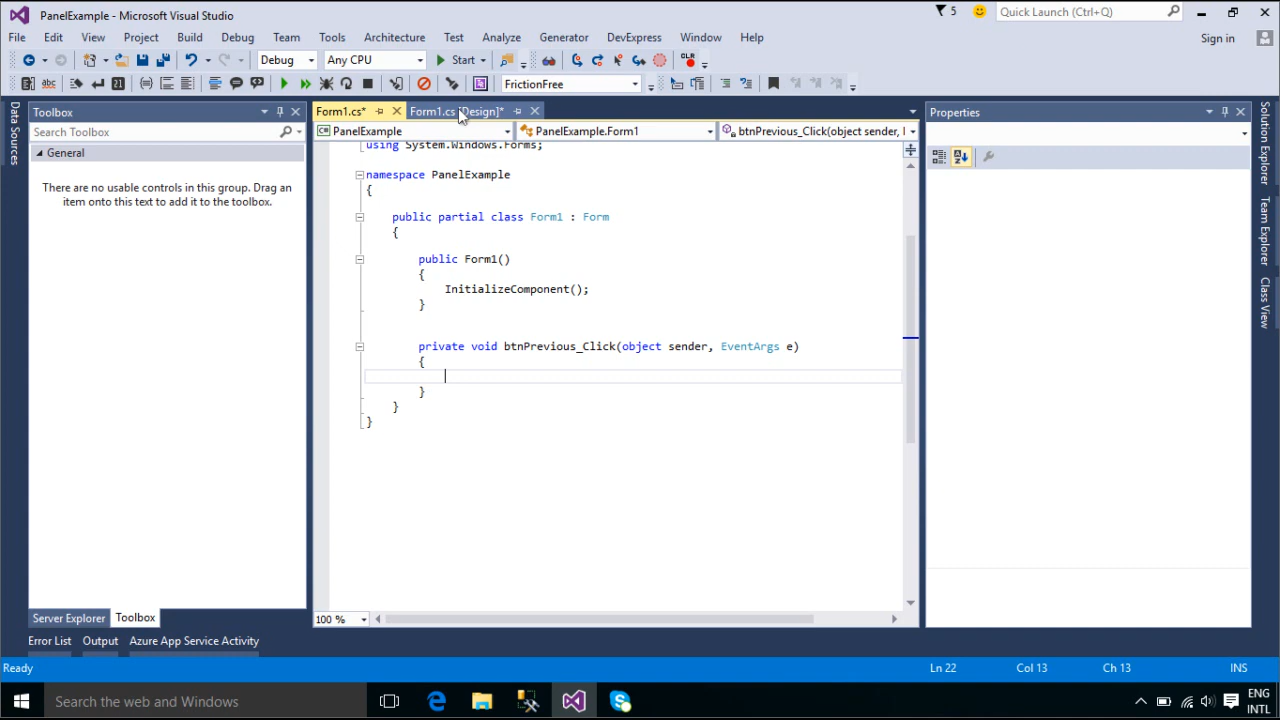 PanelExample - Microsoft Visual Studio
5
Quick Launch (Ctrl+Q)
File Edit View Project Build Debug Team Tools Architecture Test Analyze Generator DevExpress Window Help
Sign in
Debug Any CPU Start CLR
21 FrictionFree
Data Sources
Toolbox
Search Toolbox
General
There are no usable controls in this group. Drag an
item onto this text to add it to the toolbox.
Form1.cs* Form1.cs [Design]*
PanelExample PanelExample.Form1 btnPrevious_Click(object sender,
using System.Windows.Forms;
namespace PanelExample
{
public partial class Form1 : Form
{
public Form1()
{
InitializeComponent();
}
private void btnPrevious_Click(object sender, EventArgs e)
{
}
}
}
100 %
Properties
Solution Explorer
Team Explorer
Class View
Server Explorer Toolbox
Error List Output Azure App Service Activity
Ready Ln 22 Col 13 Ch 13 INS
Search the web and Windows
ENG
INTL